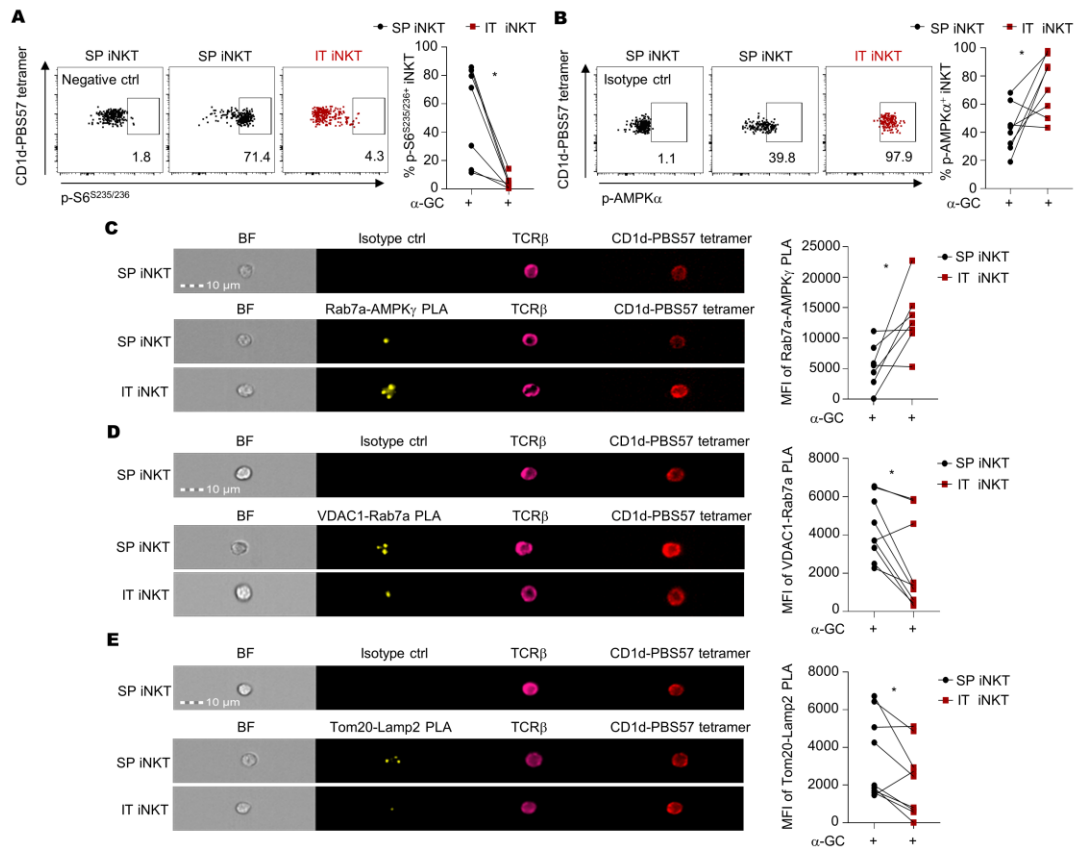 A
SP iNKT IT iNKT
SP iNKT SP iNKT IT iNKT
CD1d-PBS57 tetramer
Negative ctrl
1.8 71.4 4.3
p-S6S235/236
% p-S6S235/236+ iNKT
100
80
60
40
20
0
*
α-GC + +
B
SP iNKT IT iNKT
SP iNKT SP iNKT IT iNKT
CD1d-PBS57 tetramer
Isotype ctrl
1.1 39.8 97.9
p-AMPKα
% p-AMPKα+ iNKT
100
80
60
40
20
0
*
α-GC + +
C
BF Isotype ctrl TCRβ CD1d-PBS57 tetramer
SP iNKT
10 µm
BF Rab7a-AMPKγ PLA TCRβ CD1d-PBS57 tetramer
SP iNKT
IT iNKT
MFI of Rab7a-AMPKγ PLA
25000
20000
15000
10000
5000
0
*
SP iNKT
IT iNKT
α-GC + +
D
BF Isotype ctrl TCRβ CD1d-PBS57 tetramer
SP iNKT
10 µm
BF VDAC1-Rab7a PLA TCRβ CD1d-PBS57 tetramer
SP iNKT
IT iNKT
MFI of VDAC1-Rab7a PLA
8000
6000
4000
2000
0
*
SP iNKT
IT iNKT
α-GC + +
E
BF Isotype ctrl TCRβ CD1d-PBS57 tetramer
SP iNKT
10 µm
BF Tom20-Lamp2 PLA TCRβ CD1d-PBS57 tetramer
SP iNKT
IT iNKT
MFI of Tom20-Lamp2 PLA
8000
6000
4000
2000
0
*
SP iNKT
IT iNKT
α-GC + +